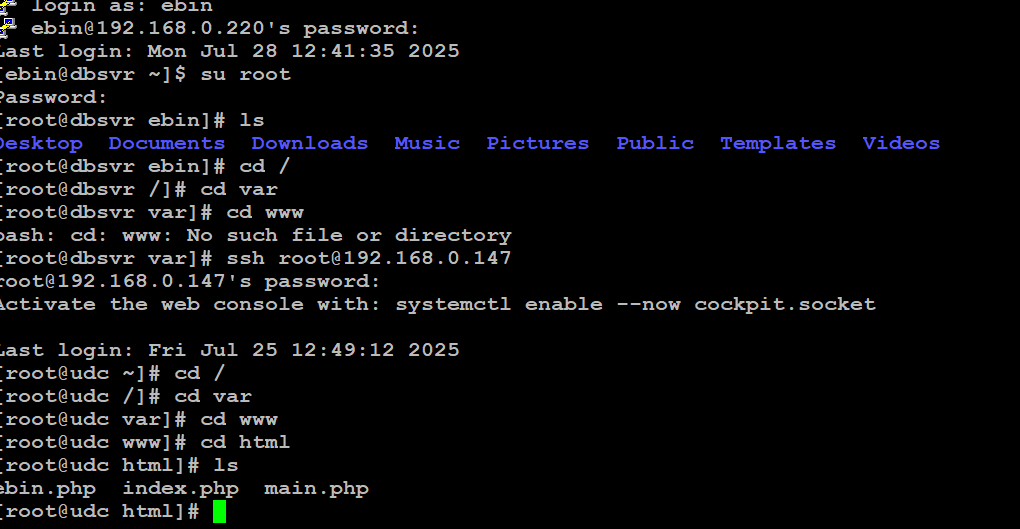 login as: ebin
ebin@192.168.0.220's password:
Last login: Mon Jul 28 12:41:35 2025
[ebin@dbsvr ~]$ su root
Password:
[root@dbsvr ebin]# ls
Desktop  Documents  Downloads  Music  Pictures  Public  Templates  Videos
[root@dbsvr ebin]# cd /
[root@dbsvr /]# cd var
[root@dbsvr var]# cd www
bash: cd: www: No such file or directory
[root@dbsvr var]# ssh root@192.168.0.147
root@192.168.0.147's password:
Activate the web console with: systemctl enable --now cockpit.socket
Last login: Fri Jul 25 12:49:12 2025
[root@udc ~]# cd /
[root@udc /]# cd var
[root@udc var]# cd www
[root@udc www]# cd html
[root@udc html]# ls
ebin.php  index.php  main.php
[root@udc html]#